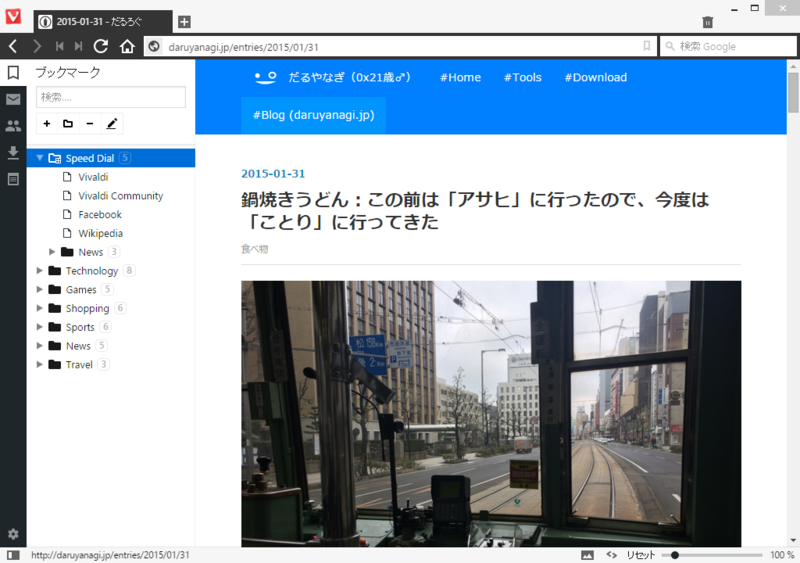 2015-01-31 - だるろぐ
daruyanagi.jp/entries/2015/01/31
検索 Google
ブックマーク
検索....
Speed Dial 5
Vivaldi
Vivaldi Community
Facebook
Wikipedia
News 3
Technology 8
Games 5
Shopping 6
Sports 6
News 5
Travel 3
だるやなぎ（0x21歳♂）
#Home
#Tools
#Download
#Blog (daruyanagi.jp)
2015-01-31
鍋焼きうどん：この前は「アサヒ」に行ったので、今度は
「ことり」に行ってきた
食べ物
http://daruyanagi.jp/entries/2015/01/31
リセット
100 %